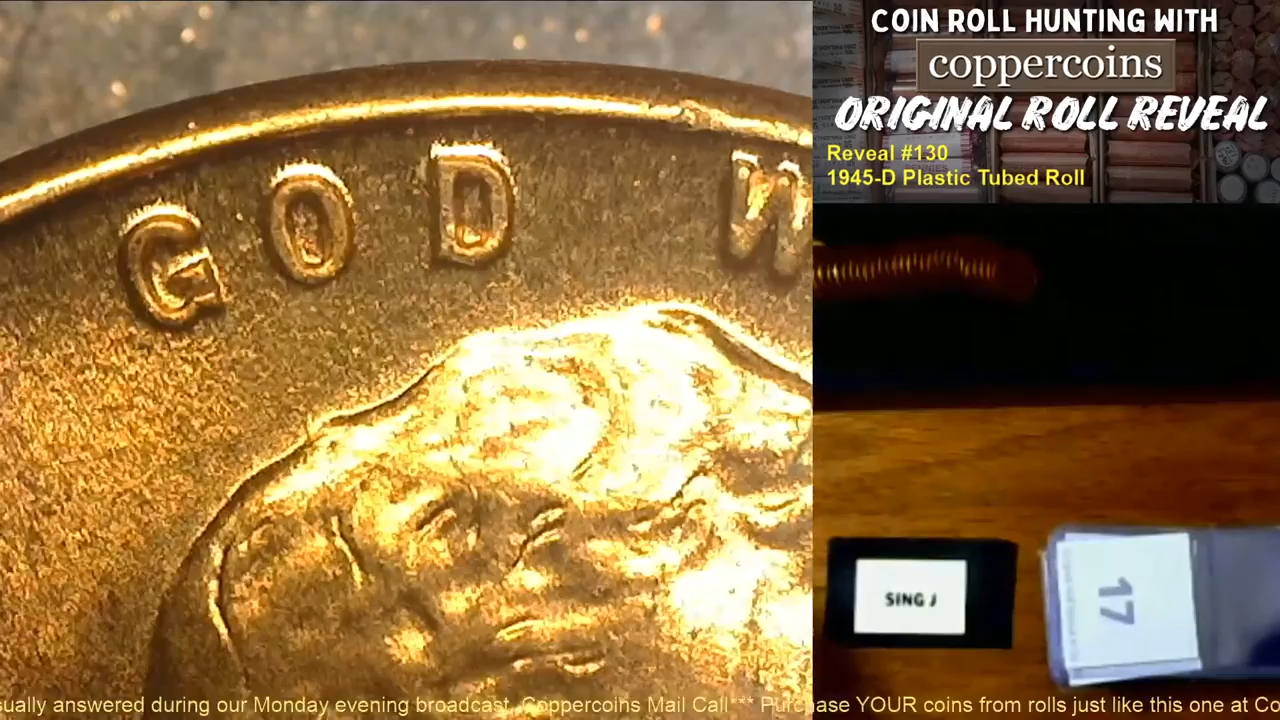 GOD W
COIN ROLL HUNTING WITH
coppercoins
ORIGINAL ROLL REVEAL
Reveal #130
1945-D Plastic Tubed Roll
SING J
17
sually answered during our Monday evening broadcast, Coppercoins Mail Call*** Purchase YOUR coins from rolls just like this one at Co